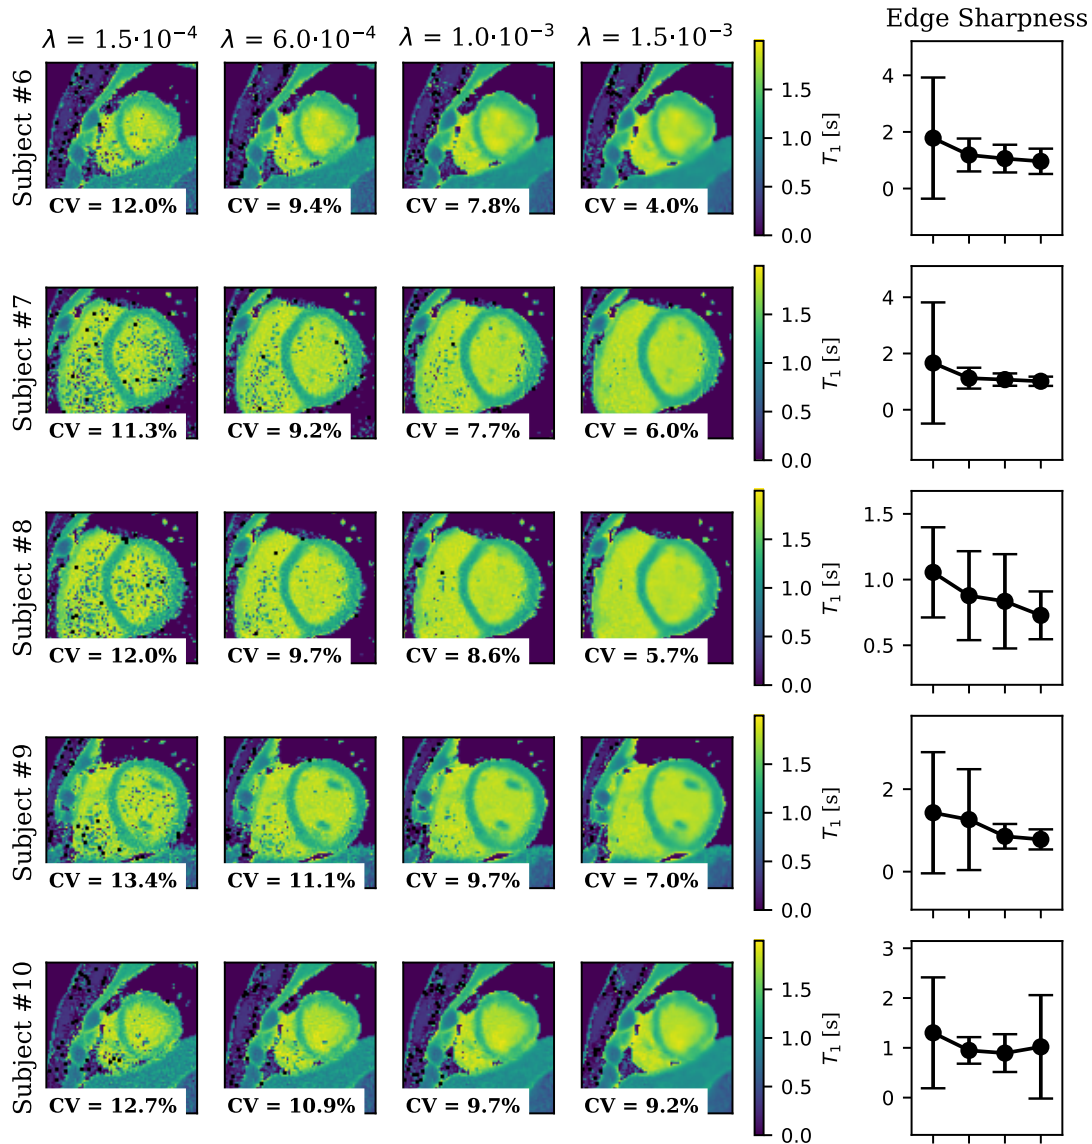 Edge Sharpness
λ = 1.5·10⁻⁴ λ = 6.0·10⁻⁴ λ = 1.0·10⁻³ λ = 1.5·10⁻³
Subject #6
CV = 12.0% CV = 9.4% CV = 7.8% CV = 4.0%
1.5
1.0
0.5
0.0
T₁ [s]
4
2
0
Subject #7
CV = 11.3% CV = 9.2% CV = 7.7% CV = 6.0%
1.5
1.0
0.5
0.0
T₁ [s]
4
2
0
Subject #8
CV = 12.0% CV = 9.7% CV = 8.6% CV = 5.7%
1.5
1.0
0.5
0.0
T₁ [s]
1.5
1.0
0.5
Subject #9
CV = 13.4% CV = 11.1% CV = 9.7% CV = 7.0%
1.5
1.0
0.5
0.0
T₁ [s]
2
0
Subject #10
CV = 12.7% CV = 10.9% CV = 9.7% CV = 9.2%
1.5
1.0
0.5
0.0
T₁ [s]
3
2
1
0